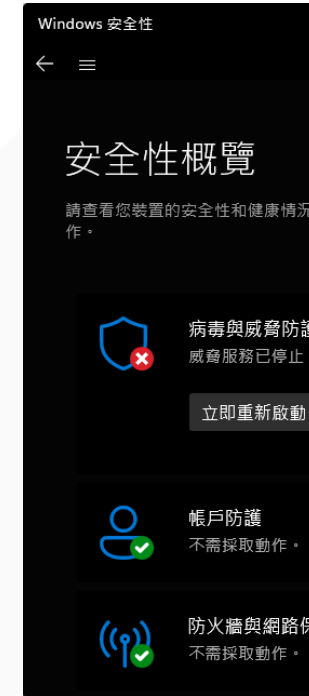 Windows 安全性
安全性概覽
請查看您裝置的安全性和健康情況
作。
病毒與威脅防護
威脅服務已停止
立即重新啟動
帳戶防護
不需採取動作。
防火牆與網路保
不需採取動作。